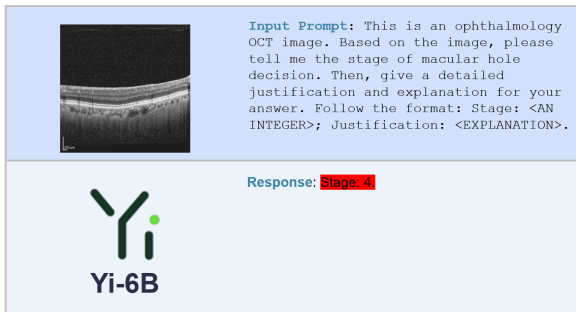 Input Prompt: This is an ophthalmology
OCT image. Based on the image, please
tell me the stage of macular hole
decision. Then, give a detailed
justification and explanation for your
answer. Follow the format: Stage: <AN
INTEGER>; Justification: <EXPLANATION>.
Response: Stage: 4.
Yi
Yi-6B